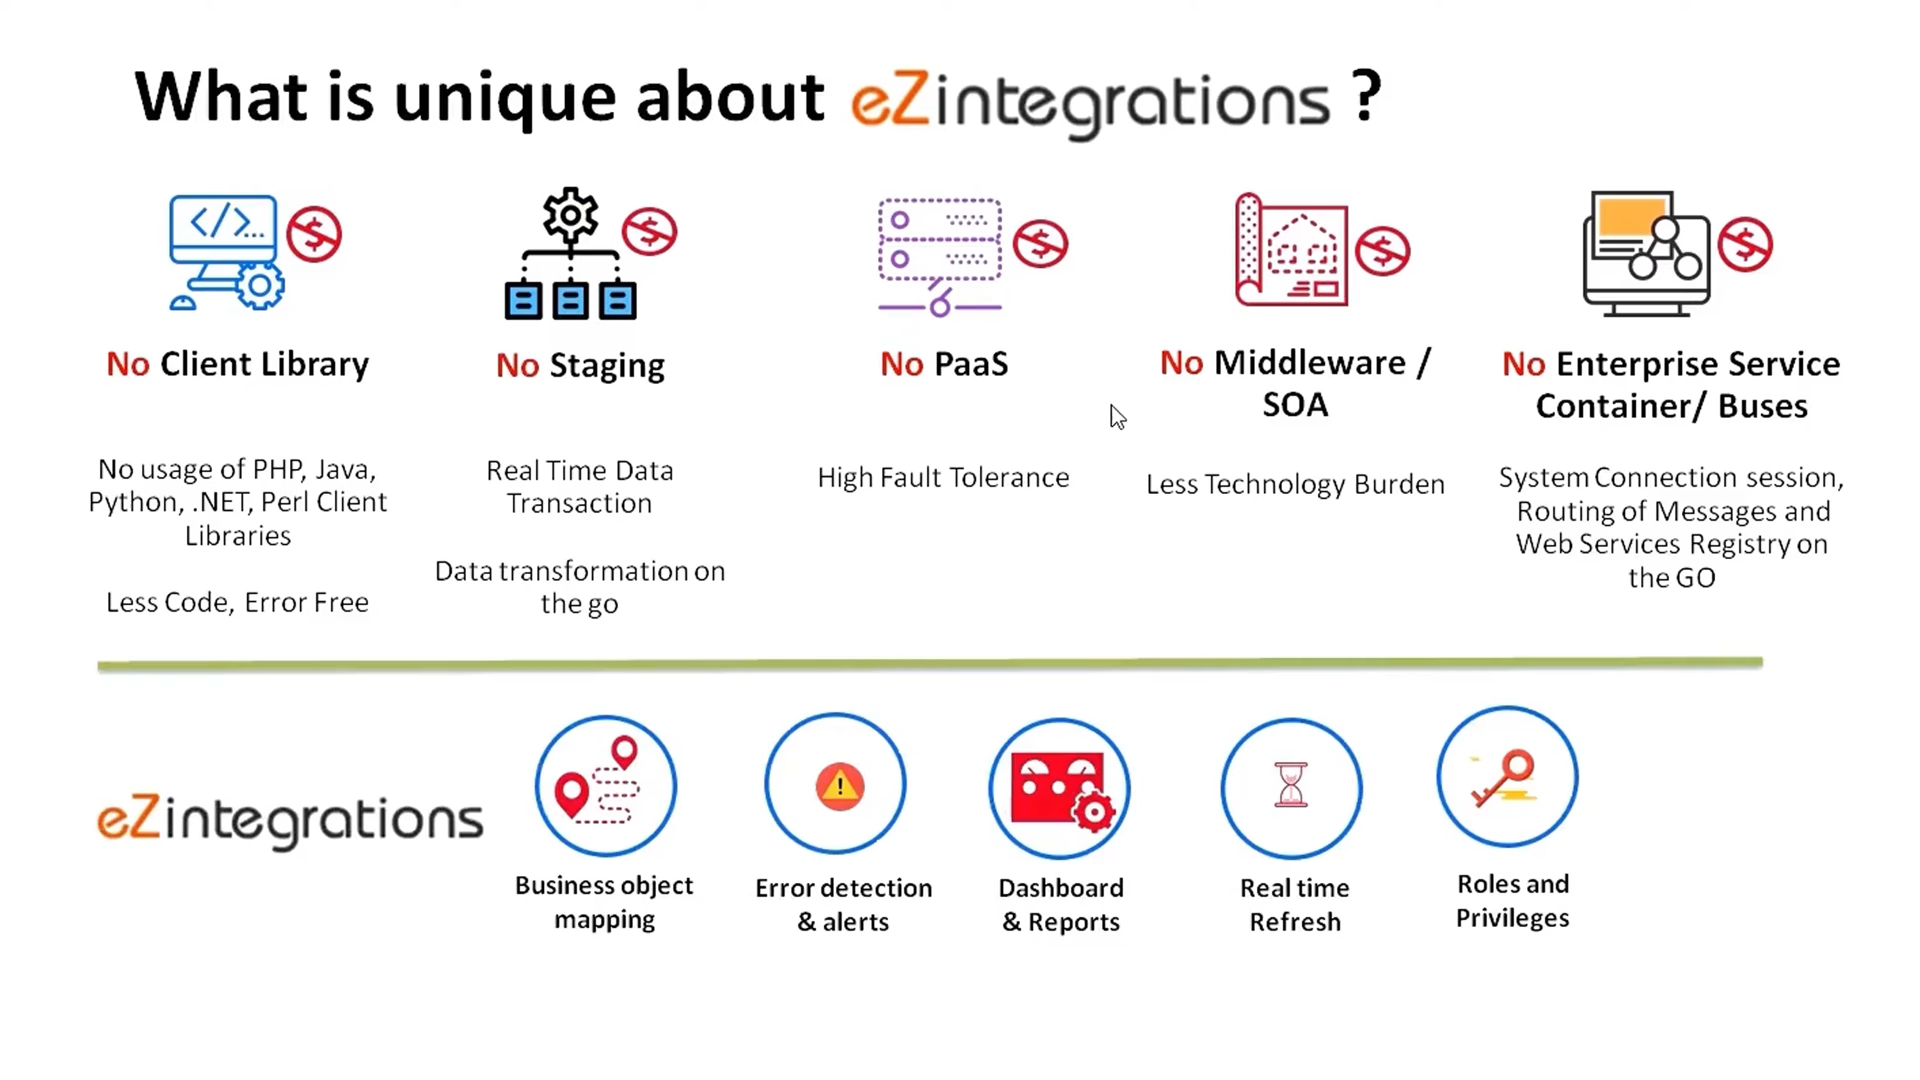 What is unique about eZintegrations ?
No Client Library
No usage of PHP, Java,
Python, .NET, Perl Client
Libraries
Less Code, Error Free
No Staging
Real Time Data
Transaction
Data transformation on
the go
No PaaS
High Fault Tolerance
No Middleware /
SOA
Less Technology Burden
No Enterprise Service
Container/ Buses
System Connection session,
Routing of Messages and
Web Services Registry on
the GO
eZintegrations
Business object
mapping
Error detection
& alerts
Dashboard
& Reports
Real time
Refresh
Roles and
Privileges